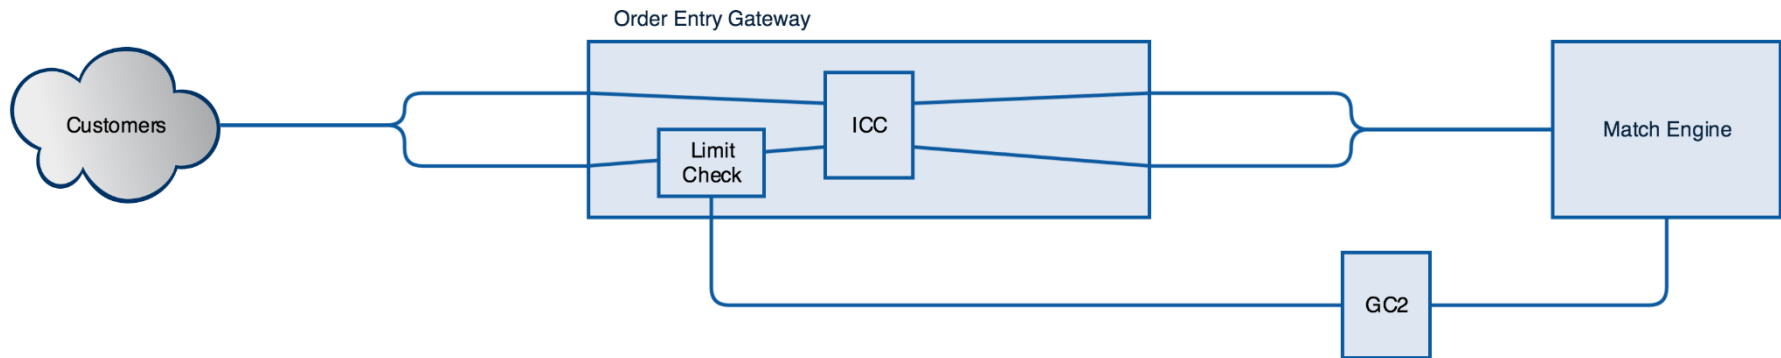 Order Entry Gateway
Customers
ICC
Limit
Check
Match Engine
GC2